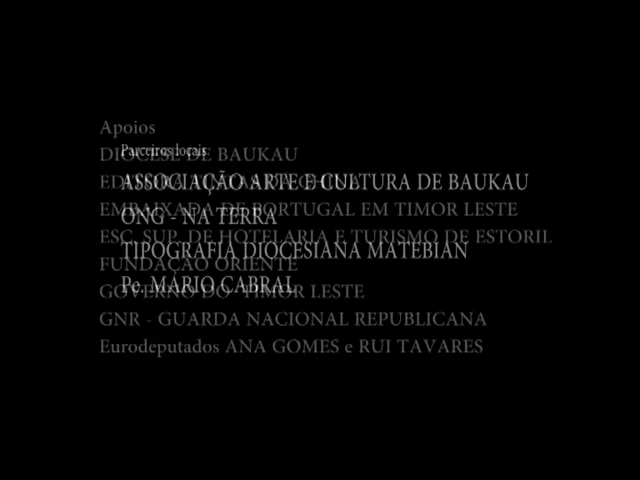 Apoios
Parceiros locais
DIOCESE DE BAUKAU
ASSOCIAÇÃO ARTE E CULTURA DE BAUKAU
EMBAIXADA DE PORTUGAL EM TIMOR LESTE
ONG - NA TERRA
ESC. SUP. DE HOTELARIA E TURISMO DE ESTORIL
TIPOGRAFIA DIOCESIANA MATEBIAN
FUNDAÇÃO ORIENTE
Pe. MÁRIO CABRAL
GOVERNO DO TIMOR LESTE
GNR - GUARDA NACIONAL REPUBLICANA
Eurodeputados ANA GOMES e RUI TAVARES